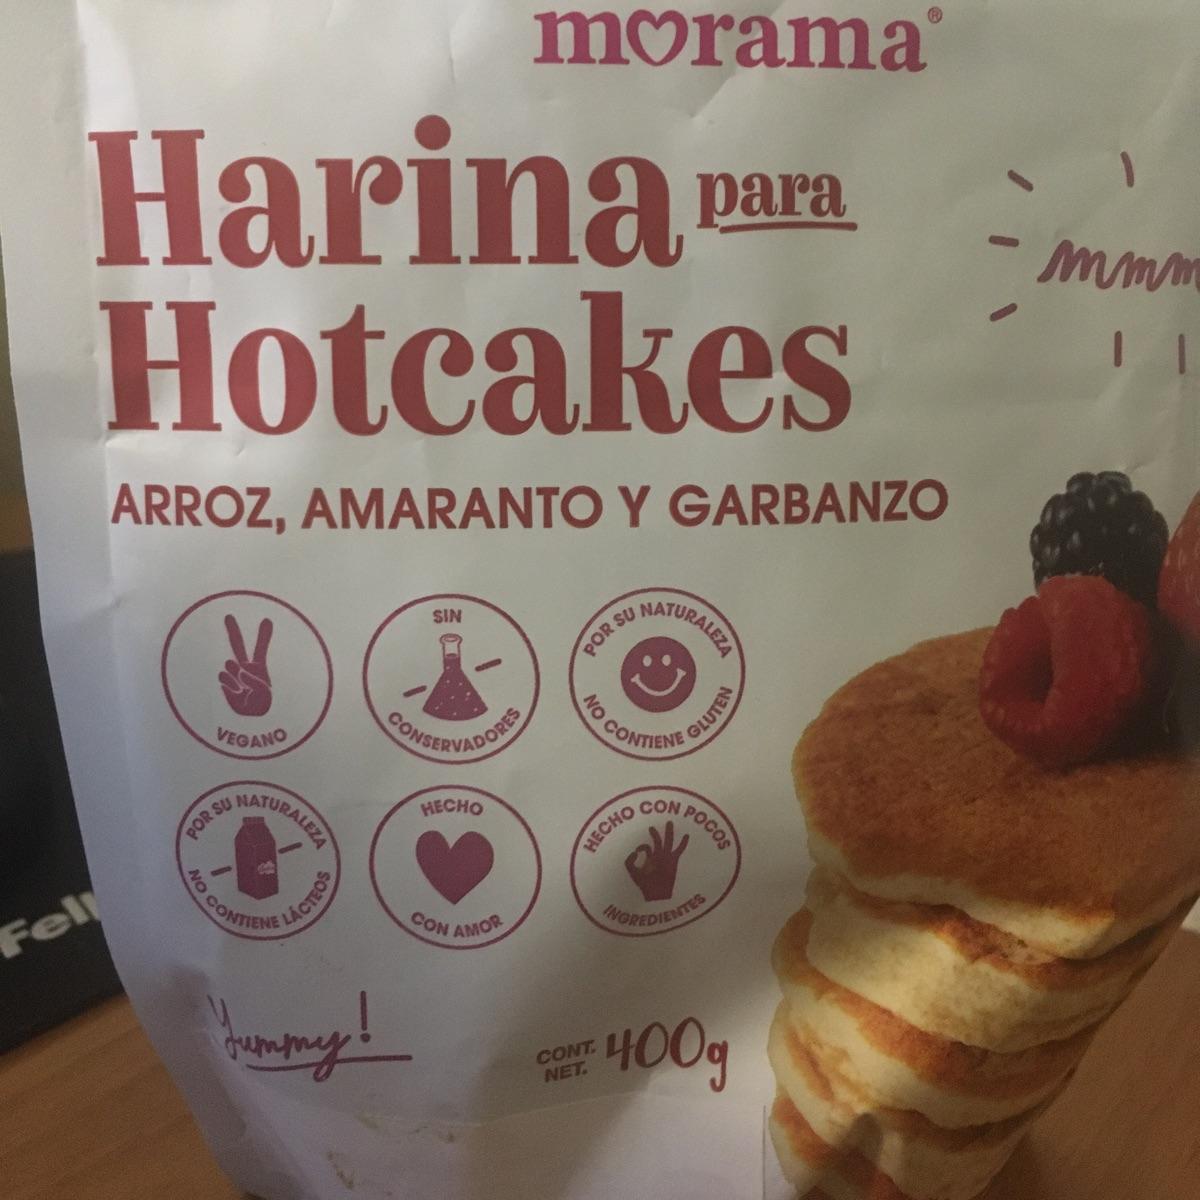 morama®
Harina para
Hotcakes
mmm
ARROZ, AMARANTO Y GARBANZO
VEGANO
SIN
CONSERVADORES
POR SU NATURALEZA
NO CONTIENE GLUTEN
POR SU NATURALEZA
NO CONTIENE LÁCTEOS
HECHO
CON AMOR
HECHO CON POCOS
INGREDIENTES
Fell
Yummy!
CONT.
NET. 400g